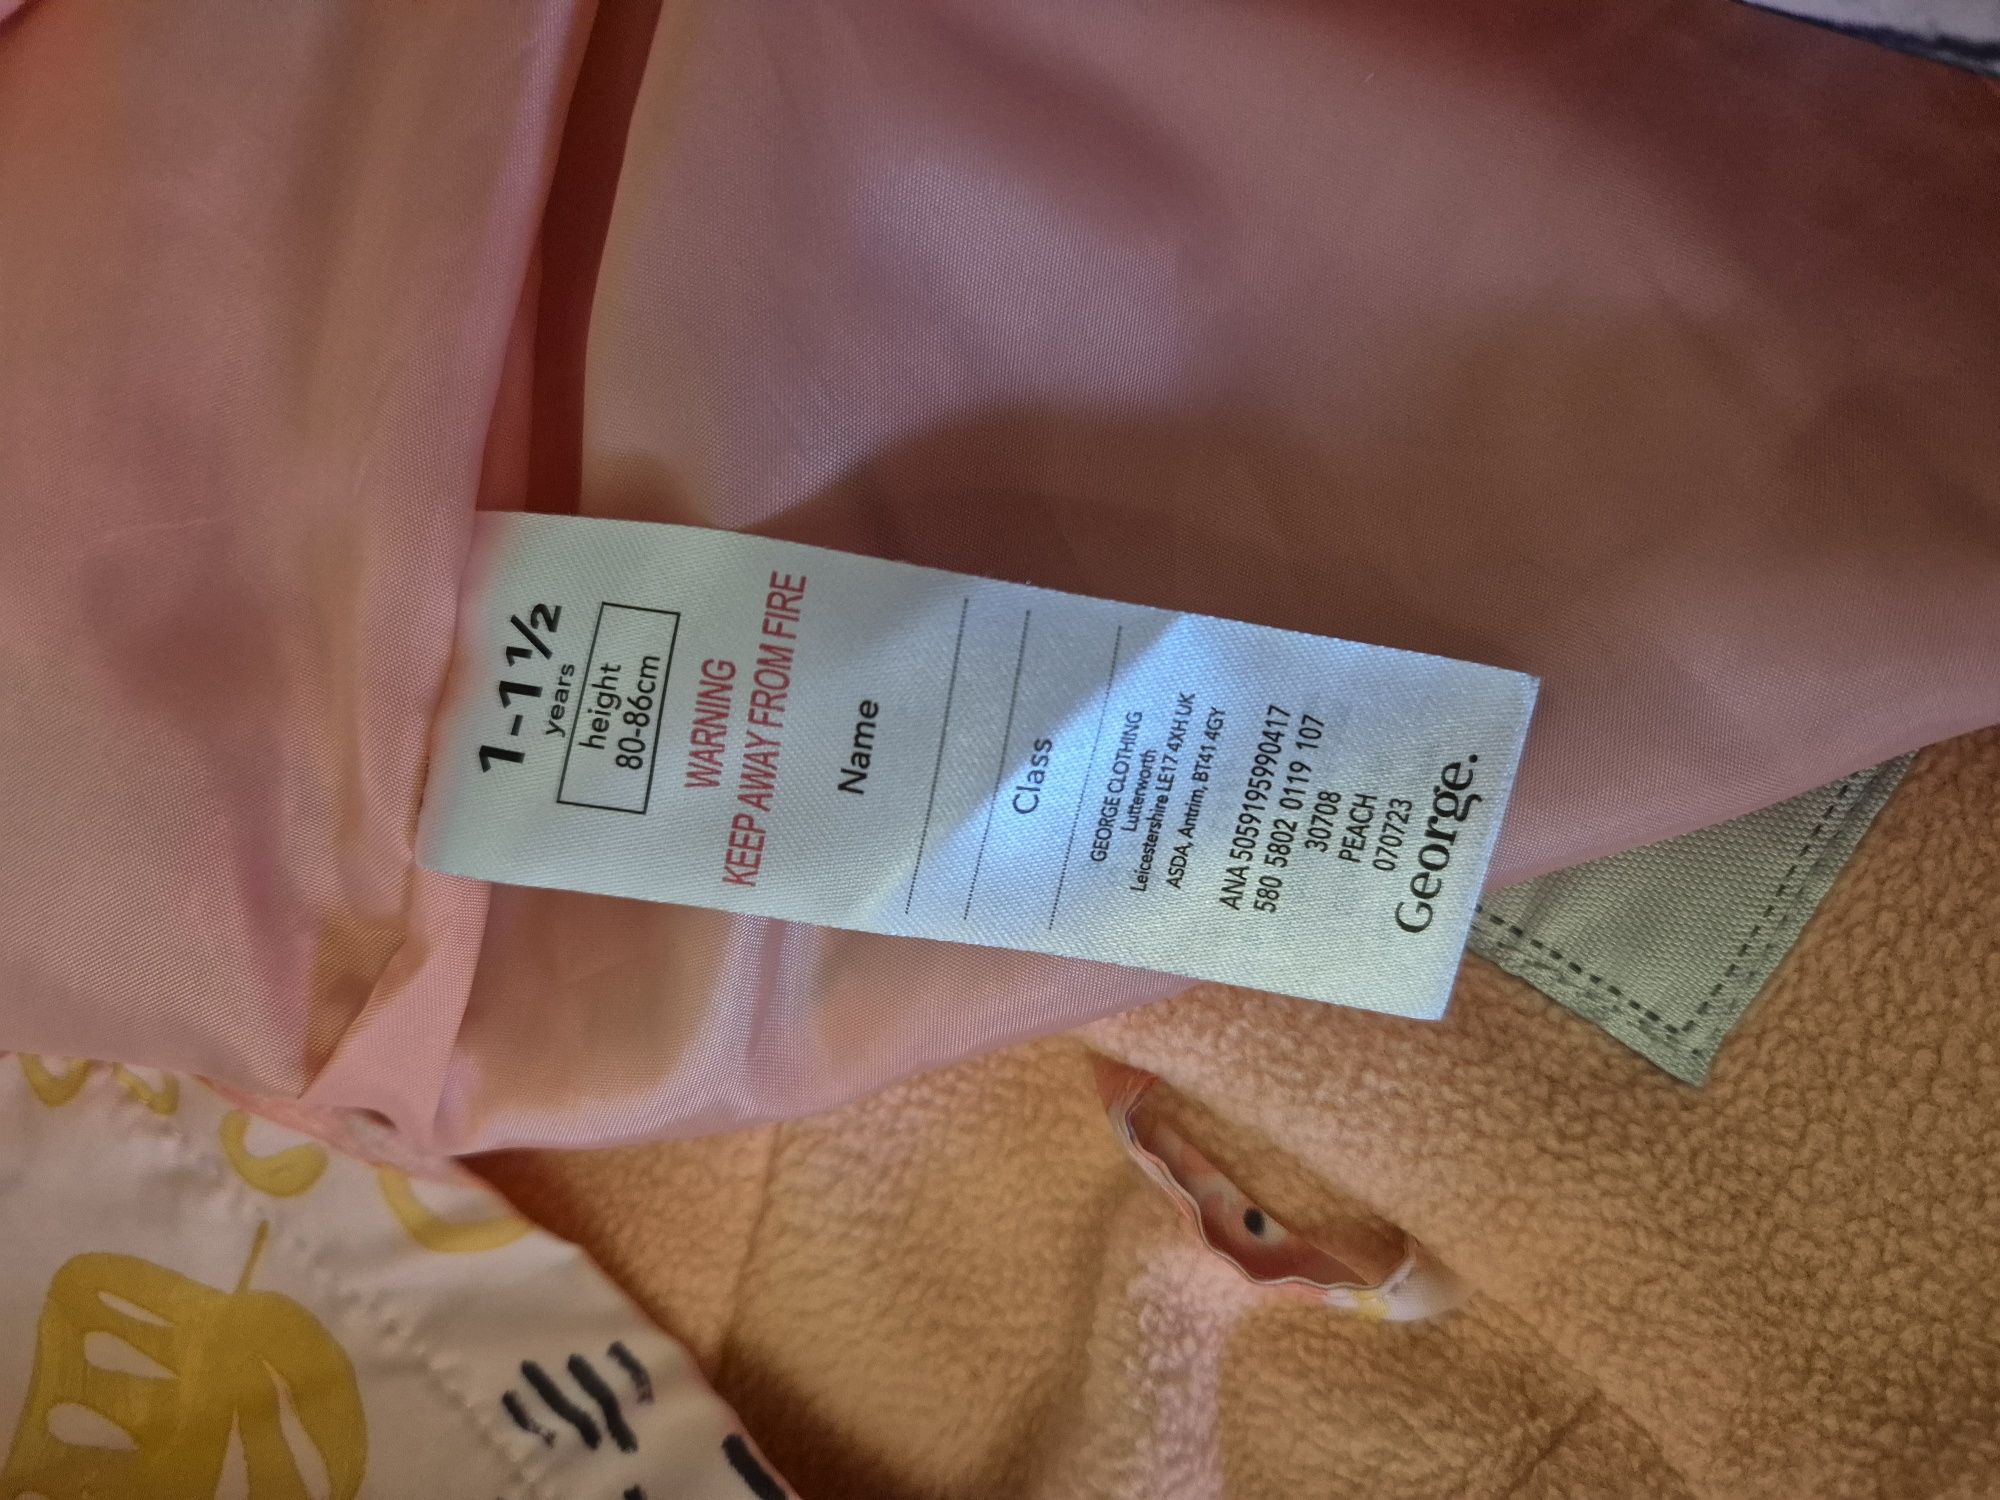 1-1½
years
height
80-86cm
WARNING
KEEP AWAY FROM FIRE
Name
Class
GEORGE CLOTHING
Lutterworth
Leicestershire LE17 4XH UK
ASDA, Antrim, BT41 4GY
ANA 5059195990417
580 5802 0119 107
30708
PEACH
070723
George.